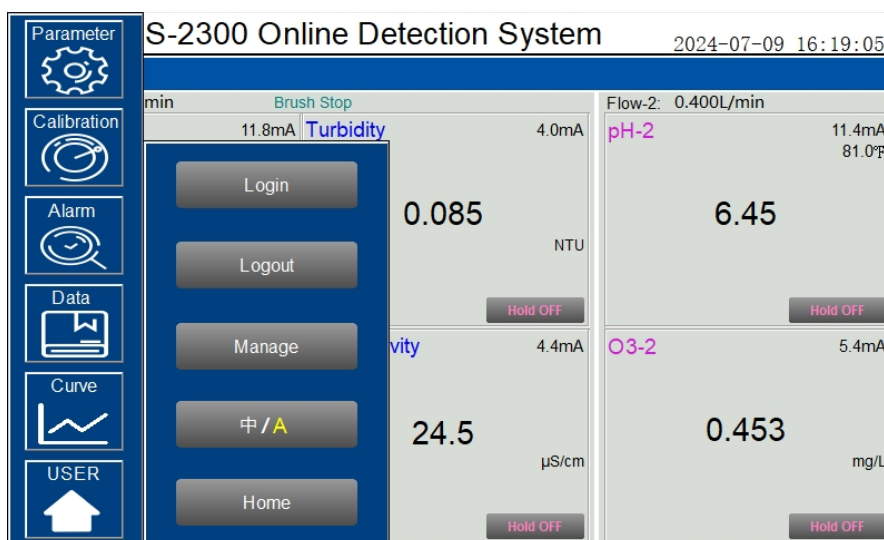 Parameter
S-2300 Online Detection System
2024-07-09 16:19:05
min
Brush Stop
Flow-2: 0.400L/min
Calibration
11.8mA
Turbidity
4.0mA
0.085
NTU
Hold OFF
pH-2
11.4mA
81.0℉
6.45
Hold OFF
Login
Logout
Manage
中/A
Home
Alarm
Data
Curve
USER
vity
4.4mA
24.5
µS/cm
Hold OFF
O3-2
5.4mA
0.453
mg/L
Hold OFF